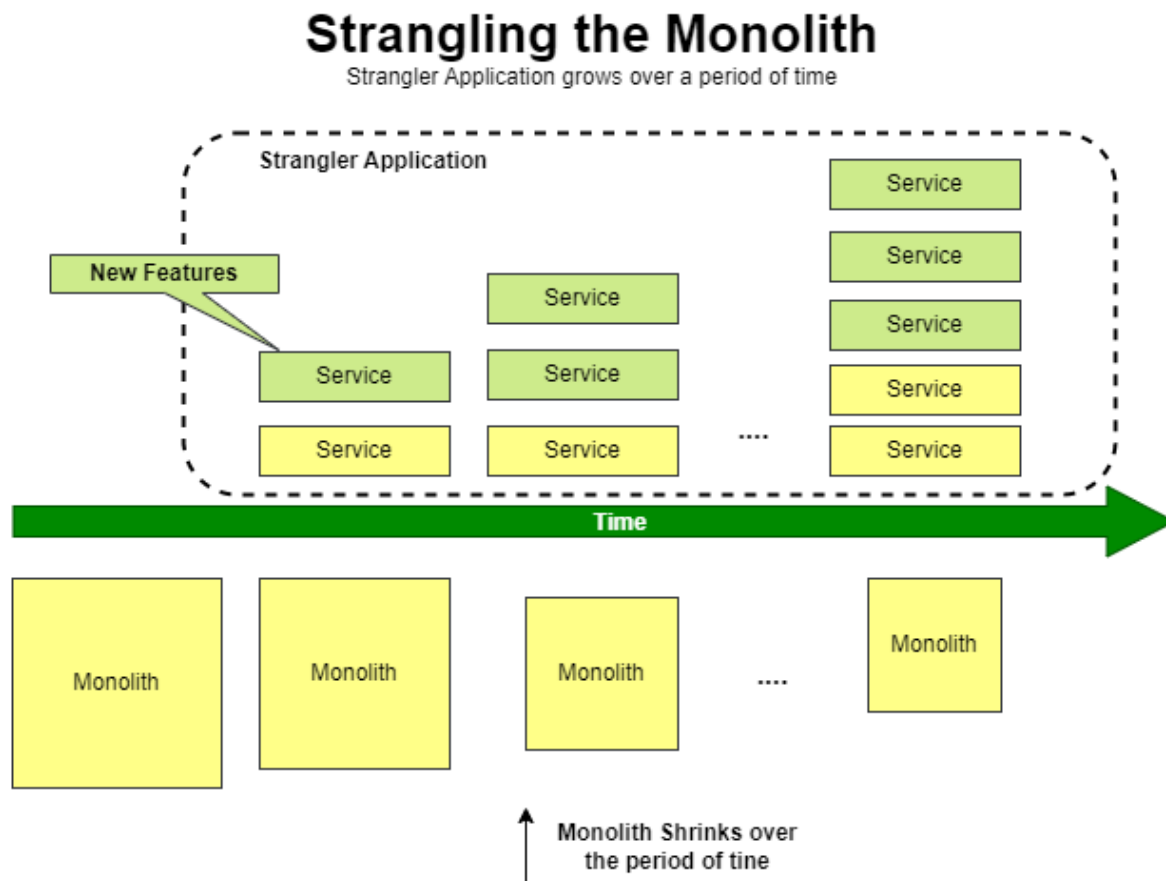 Strangling the Monolith
Strangler Application grows over a period of time
Strangler Application
Service
New Features
Service
Service
Service
Service
Service
Service
Service
Service
....
Service
Service
Time
Monolith
Monolith
Monolith
....
Monolith
Monolith Shrinks over
the period of tine